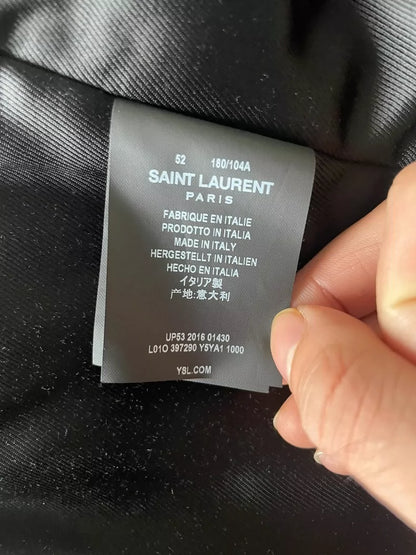 52 180/104A
SAINT LAURENT
PARIS
FABRIQUE EN ITALIE
PRODOTTO IN ITALIA
MADE IN ITALY
HERGESTELLT IN ITALIEN
HECHO EN ITALIA
イタリア製
产地:意大利
UP53 2016 01430
L01O 397290 Y5YA1 1000
YSL.COM